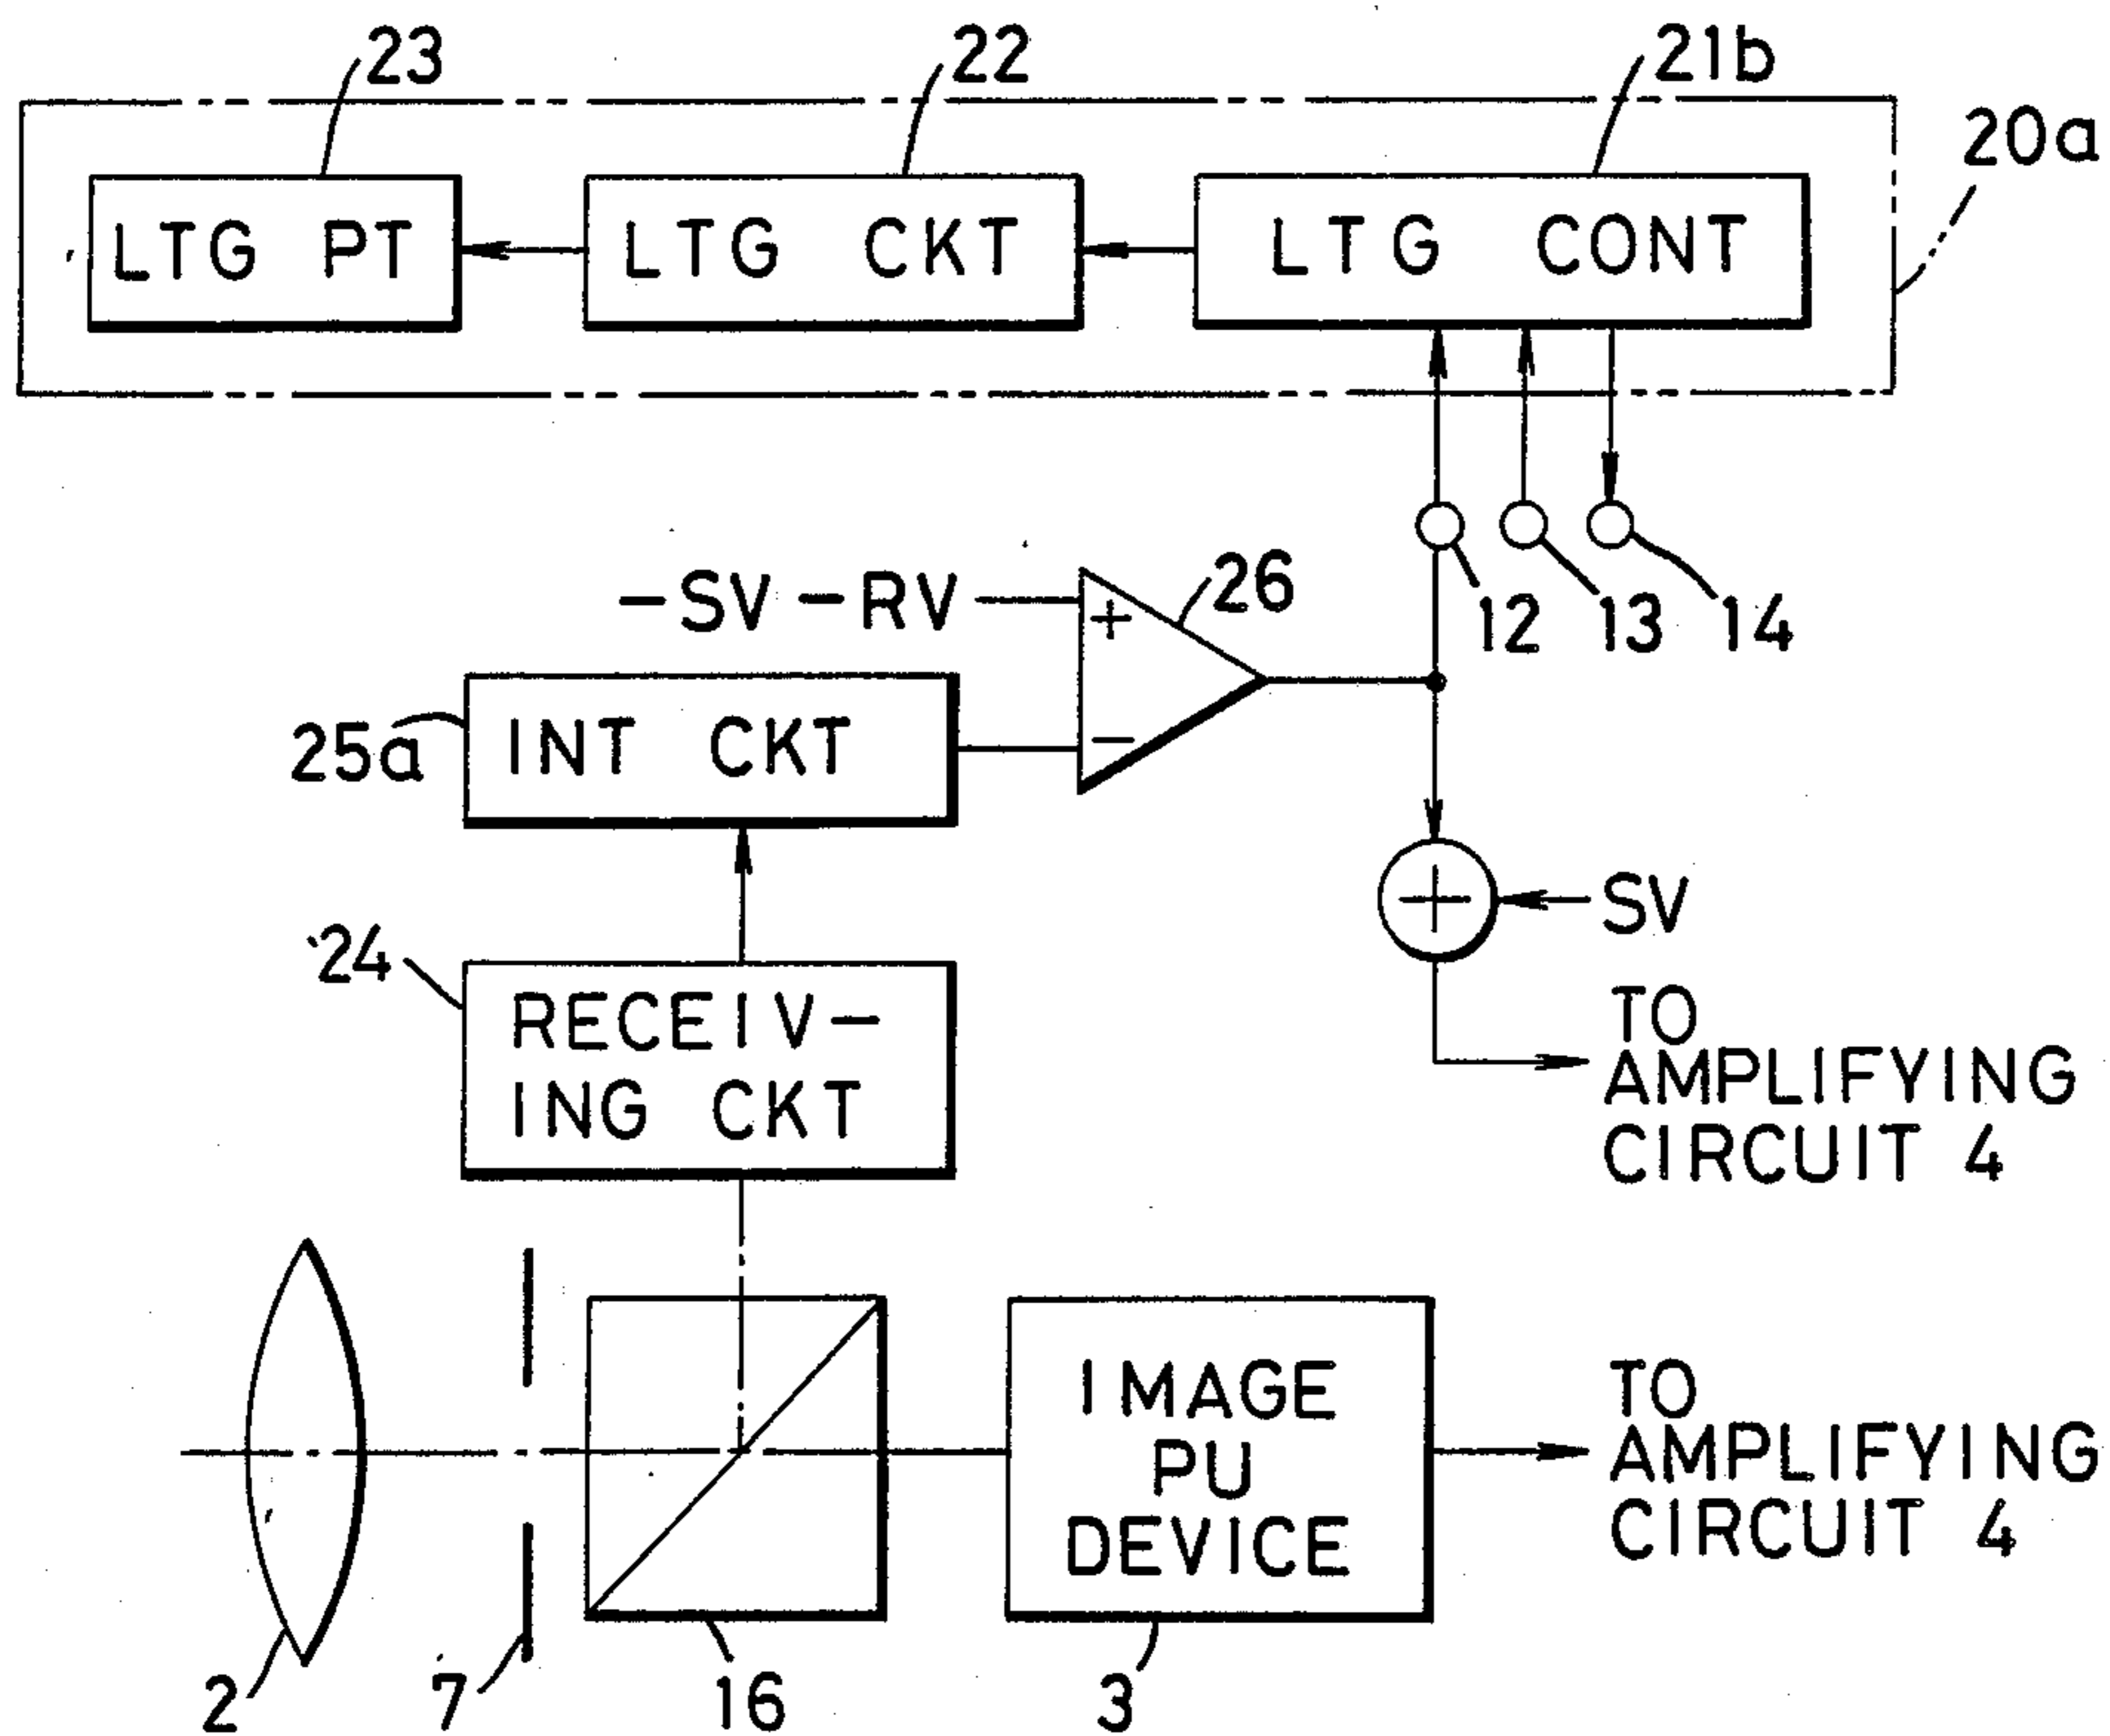 23
22
21b
20a
LTG PT
LTG CKT
LTG CONT
12
13
14
-SV-RV
+
26
25a
INT CKT
-
+
SV
24
RECEIV-
ING CKT
TO
AMPLIFYING
CIRCUIT 4
IMAGE
PU
DEVICE
TO
AMPLIFYING
CIRCUIT 4
2
7
16
3